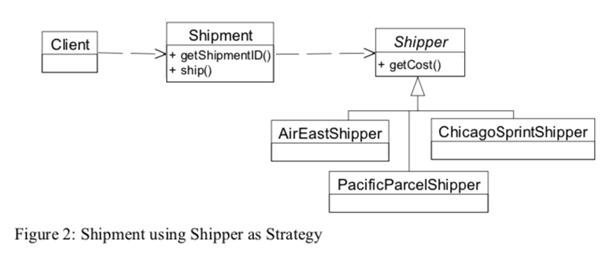 Client
Shipment
+ getShipmentID()
+ ship()
Shipper
+ getCost()
AirEastShipper
ChicagoSprintShipper
PacificParcelShipper
Figure 2: Shipment using Shipper as Strategy